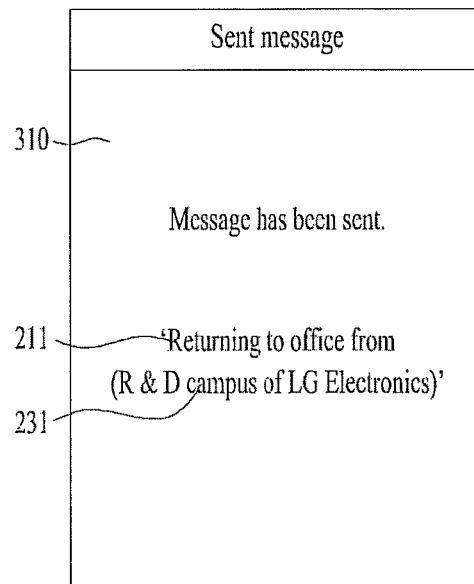 Sent message
310
Message has been sent.
211
‘Returning to office from
(R & D campus of LG Electronics)’
231